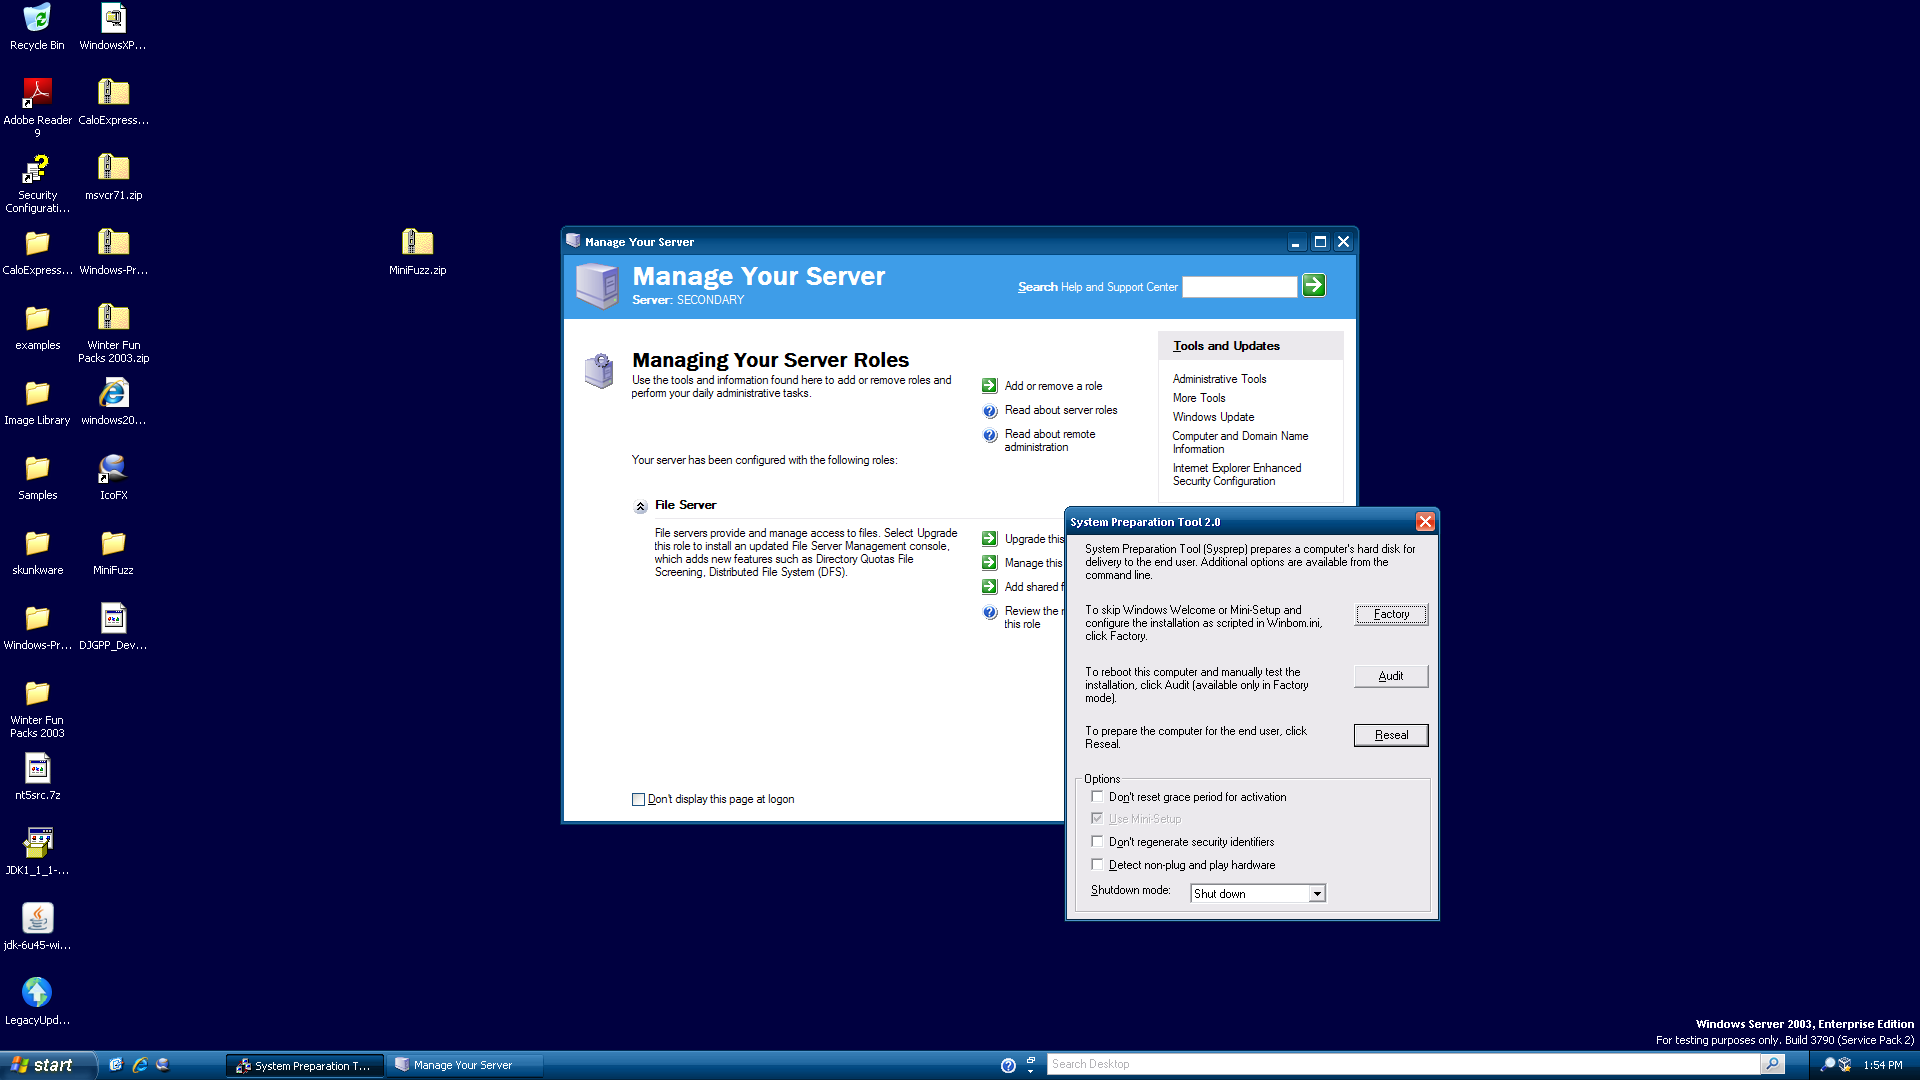 Recycle Bin
WindowsXP...
Adobe Reader
9
CaloExpress...
Security
Configurati...
msvcr71.zip
CaloExpress...
Windows-Pr...
MiniFuzz.zip
examples
Winter Fun
Packs 2003.zip
Image Library
windows20...
Samples
IcoFX
skunkware
MiniFuzz
Windows-Pr...
DJGPP_Dev...
Winter Fun
Packs 2003
nt5src.7z
JDK1_1_1-...
jdk-6u45-wi...
LegacyUpd...
Manage Your Server
Manage Your Server
Server: SECONDARY
Search Help and Support Center
Managing Your Server Roles
Use the tools and information found here to add or remove roles and
perform your daily administrative tasks.
Add or remove a role
Read about server roles
Read about remote
administration
Your server has been configured with the following roles:
Tools and Updates
Administrative Tools
More Tools
Windows Update
Computer and Domain Name
Information
Internet Explorer Enhanced
Security Configuration
File Server
File servers provide and manage access to files. Select Upgrade
this role to install an updated File Server Management console,
which adds new features such as Directory Quotas File
Screening, Distributed File System (DFS).
Upgrade this
Manage this
Add shared f
Review the
this role
Don't display this page at logon
System Preparation Tool 2.0
System Preparation Tool (Sysprep) prepares a computer's hard disk for
delivery to the end user. Additional options are available from the
command line.
To skip Windows Welcome or Mini-Setup and
configure the installation as scripted in Winbom.ini,
click Factory.
Factory
To reboot this computer and manually test the
installation, click Audit (available only in Factory
mode).
Audit
To prepare the computer for the end user, click
Reseal.
Reseal
Options
Don't reset grace period for activation
Use Mini-Setup
Don't regenerate security identifiers
Detect non-plug and play hardware
Shutdown mode:
Shut down
Windows Server 2003, Enterprise Edition
For testing purposes only. Build 3790 (Service Pack 2)
start
System Preparation T...
Manage Your Server
Search Desktop
1:54 PM